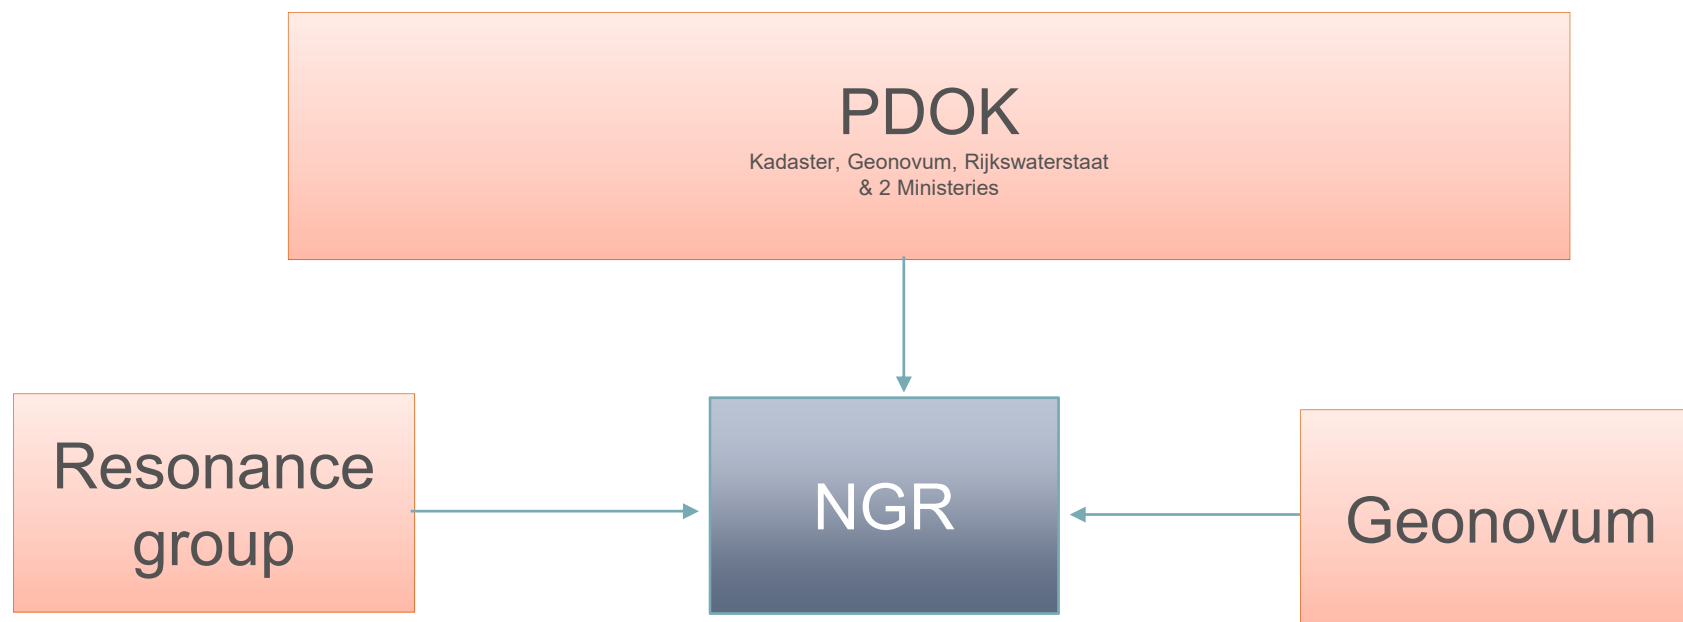 PDOK
Kadaster, Geonovum, Rijkswaterstaat
& 2 Ministeries
Resonance
group
NGR
Geonovum